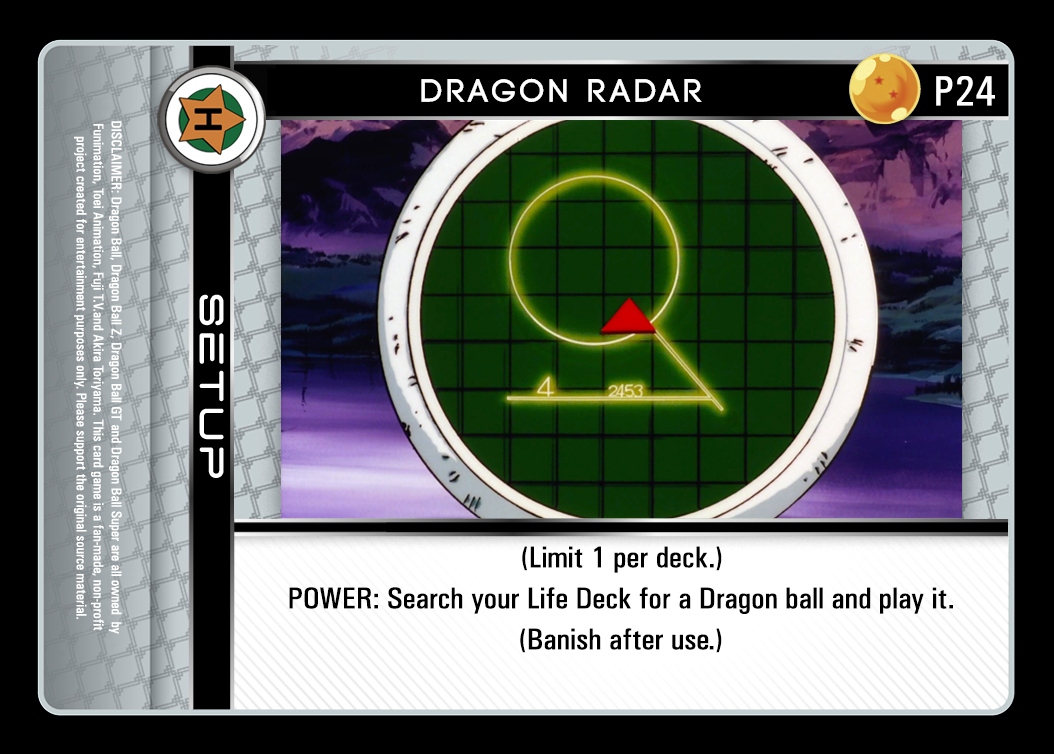 DRAGON RADAR
P24
H
SETUP
4
2453
(Limit 1 per deck.)
POWER: Search your Life Deck for a Dragon ball and play it.
(Banish after use.)
DISCLAIMER: Dragon Ball, Dragon Ball Z, Dragon Ball GT and Dragon Ball Super are all owned by
Funimation, Toei Animation, Fuji T.V.and Akira Toriyama. This card game is a fan-made, non-profit
project created for entertainment purposes only. Please support the original source material.